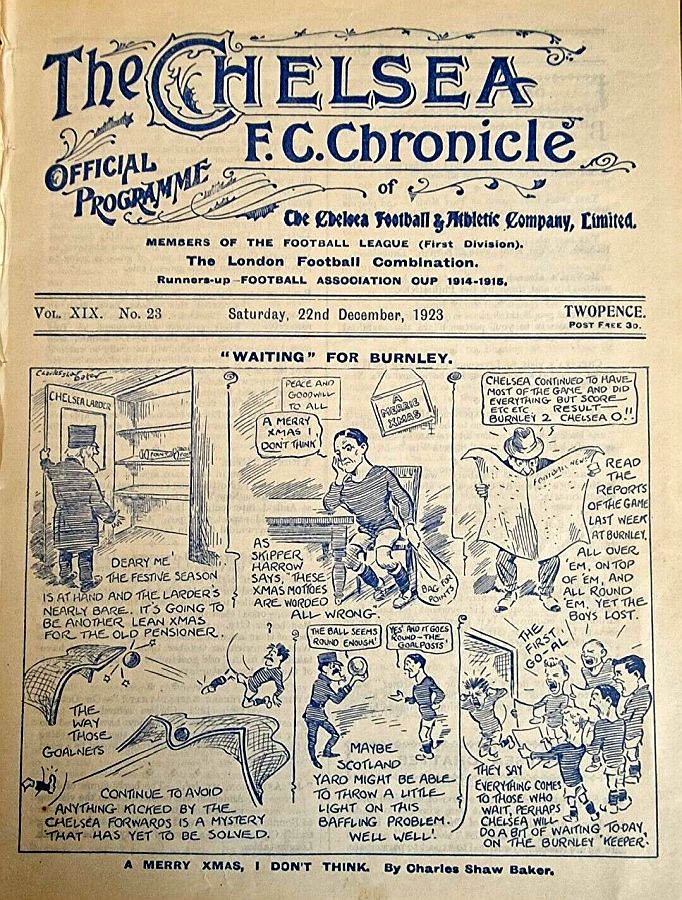 The CHELSEA
F.C. Chronicle
OFFICIAL
PROGRAMME
of
The Chelsea Football & Athletic Company, Limited.
MEMBERS OF THE FOOTBALL LEAGUE (First Division).
The London Football Combination.
Runners-up—FOOTBALL ASSOCIATION CUP 1914-1915.
VOL. XIX. No. 23
Saturday, 22nd December, 1923
TWOPENCE.
POST FREE 3D.
"WAITING" FOR BURNLEY.
Charles Shaw
Baker
CHELSEA LARDER
DEARY ME!
THE FESTIVE SEASON
IS AT HAND AND THE LARDER'S
NEARLY BARE. IT'S GOING TO
BE ANOTHER LEAN XMAS
FOR THE OLD PENSIONER.
PEACE AND
GOODWILL
TO ALL
A MERRIE
XMAS
A MERRY
XMAS I
DON'T THINK!
AS
SKIPPER
HARROW
SAYS, "THESE
XMAS MOTTOES
ARE WORDED
ALL WRONG".
BAG FOR
POINTS
CHELSEA CONTINUED TO HAVE
MOST OF THE GAME AND DID
EVERYTHING BUT SCORE
ETC ETC. RESULT—
BURNLEY 2. CHELSEA 0.!!
FOOTBALL NEWS
READ
THE
REPORTS
OF THE GAME
LAST WEEK
AT BURNLEY.
ALL OVER
'EM, ON TOP
OF 'EM, AND
ALL ROUND
'EM. YET THE
BOYS LOST.
?
THE
WAY
THOSE
GOALNETS
CONTINUE TO AVOID
ANYTHING KICKED BY THE
CHELSEA FORWARDS IS A MYSTERY
THAT HAS YET TO BE SOLVED.
THE BALL SEEMS
ROUND ENOUGH!
YES! AND IT GOES
ROUND—THE
GOALPOSTS!
MAYBE
SCOTLAND
YARD MIGHT BE ABLE
TO THROW A LITTLE
LIGHT ON THIS
BAFFLING PROBLEM.
WELL WELL!
THE
FIRST
GOAL!
THEY SAY
EVERYTHING COMES
TO THOSE WHO
WAIT, PERHAPS
CHELSEA WILL
DO A BIT OF WAITING TO-DAY,
ON THE BURNLEY 'KEEPER.
A MERRY XMAS, I DON'T THINK. By Charles Shaw Baker.